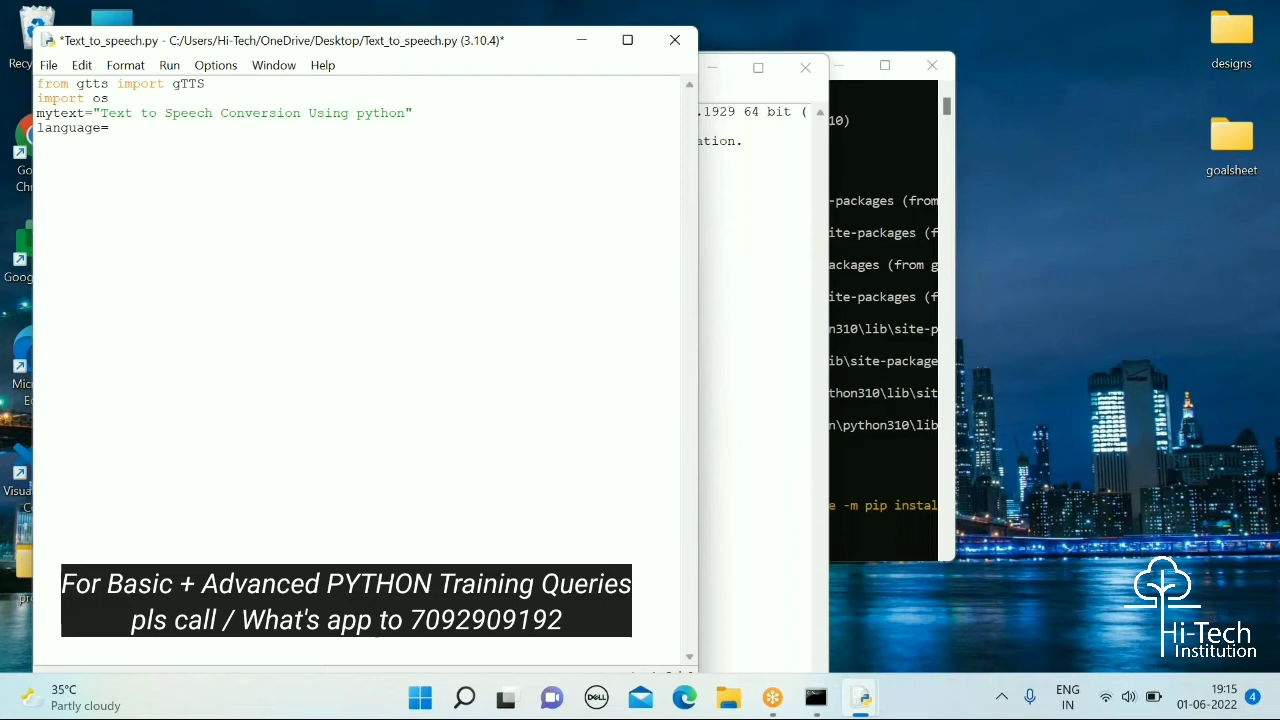 *Text_to_speech.py - C:/Users/Hi-Tech/OneDrive/Desktop/Text_to_speech.py (3.10.4)*
File Edit Format Run Options Window Help
from gtts import gTTS
import os
mytext="Text to Speech Conversion Using python"
language=
.1929 64 bit (
ation.
10)
-packages (from
ite-packages (f
ackages (from g
ite-packages (f
n310\lib\site-p
ib\site-package
thon310\lib\sit
n\python310\lib
e -m pip instal
designs
goalsheet
For Basic + Advanced PYTHON Training Queries
pls call / What's app to 7092909192
Hi-Tech
Institution
35°C
Partly cloudy
DELL
ENG
IN
19:15
01-06-2022
4